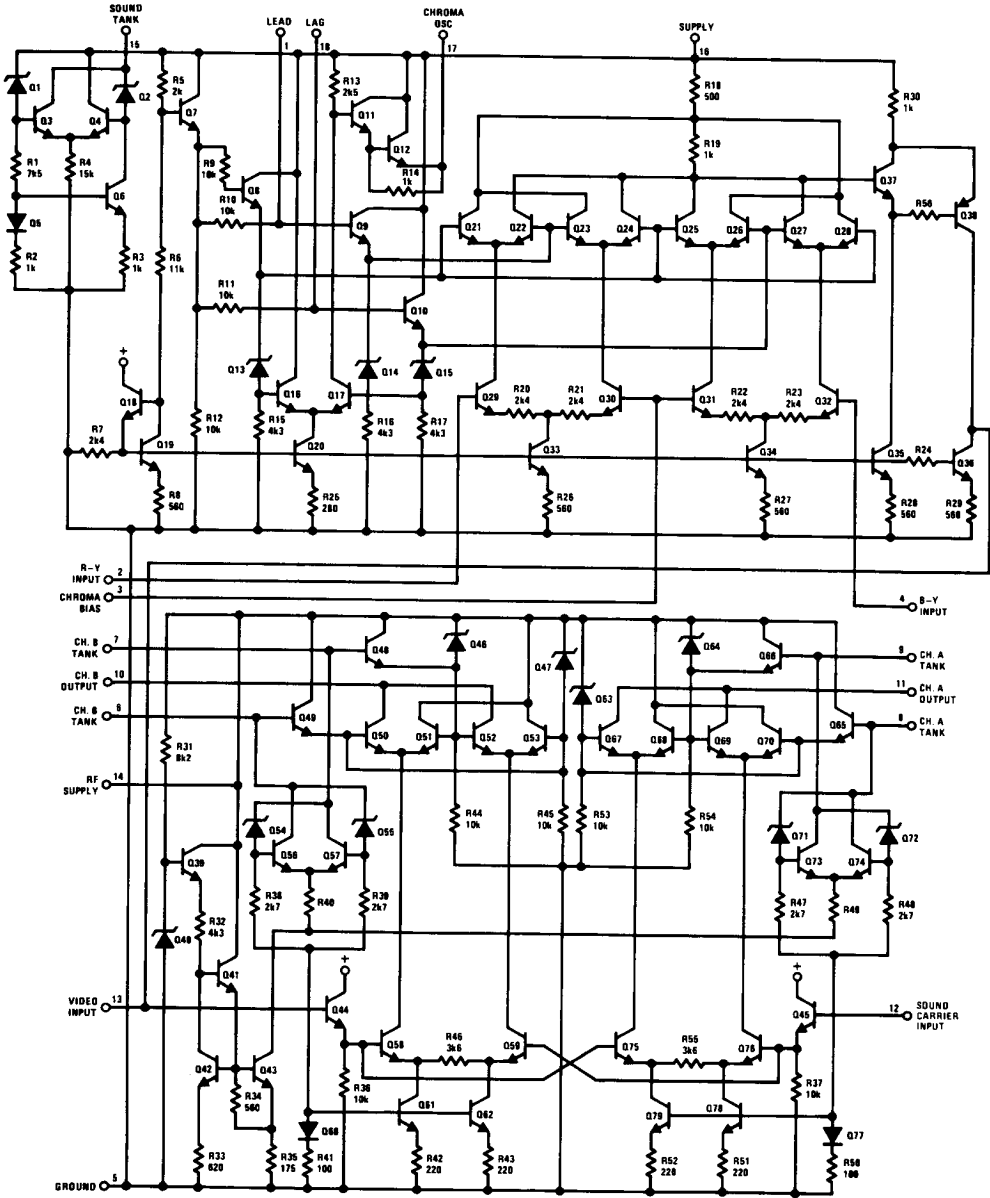 SOUND
TANK
15
LEAD
1
LAG
18
CHROMA
OSC
17
SUPPLY
16
Q1
Q2
Q3
Q4
R5
2k
Q7
R13
2k5
Q11
Q12
R14
1k
R18
500
R19
1k
R30
1k
R1
7k5
R4
15k
Q5
Q6
R2
1k
R3
1k
R6
11k
R9
18k
Q8
R10
10k
Q9
R11
10k
Q10
Q21
Q22
Q23
Q24
Q25
Q26
Q27
Q28
Q37
R56
Q38
Q13
Q14
Q15
+
Q18
Q16
Q17
Q29
R20
2k4
R21
2k4
Q30
Q31
R22
2k4
R23
2k4
Q32
R7
2k4
Q19
R12
10k
R15
4k3
R16
4k3
R17
4k3
Q20
Q33
Q34
Q35
R24
Q36
R8
560
R25
280
R26
560
R27
560
R28
560
R29
560
R-Y
INPUT
2
CHROMA
BIAS
3
4
B-Y
INPUT
CH. B
TANK
7
Q48
Q46
Q47
Q64
Q66
9
CH. A
TANK
CH. B
OUTPUT
10
Q63
11
CH. A
OUTPUT
CH. B
TANK
6
Q49
Q50
Q51
Q52
Q53
Q67
Q68
Q69
Q70
Q65
8
CH. A
TANK
R31
8k2
RF
SUPPLY
14
R44
10k
R45
10k
R53
10k
R54
10k
Q54
Q55
Q56
Q57
Q71
Q72
Q73
Q74
Q39
R38
2k7
R40
R39
2k7
R47
2k7
R49
R48
2k7
R32
4k3
Q40
Q41
+
+
VIDEO
INPUT
13
Q44
Q45
12
SOUND
CARRIER
INPUT
Q58
R46
3k6
Q59
Q75
R55
3k6
Q76
Q42
Q43
R34
560
R36
10k
R37
10k
Q61
Q62
Q79
Q78
Q60
Q77
R33
620
R35
175
R41
100
R42
220
R43
220
R52
220
R51
220
R50
100
GROUND
5